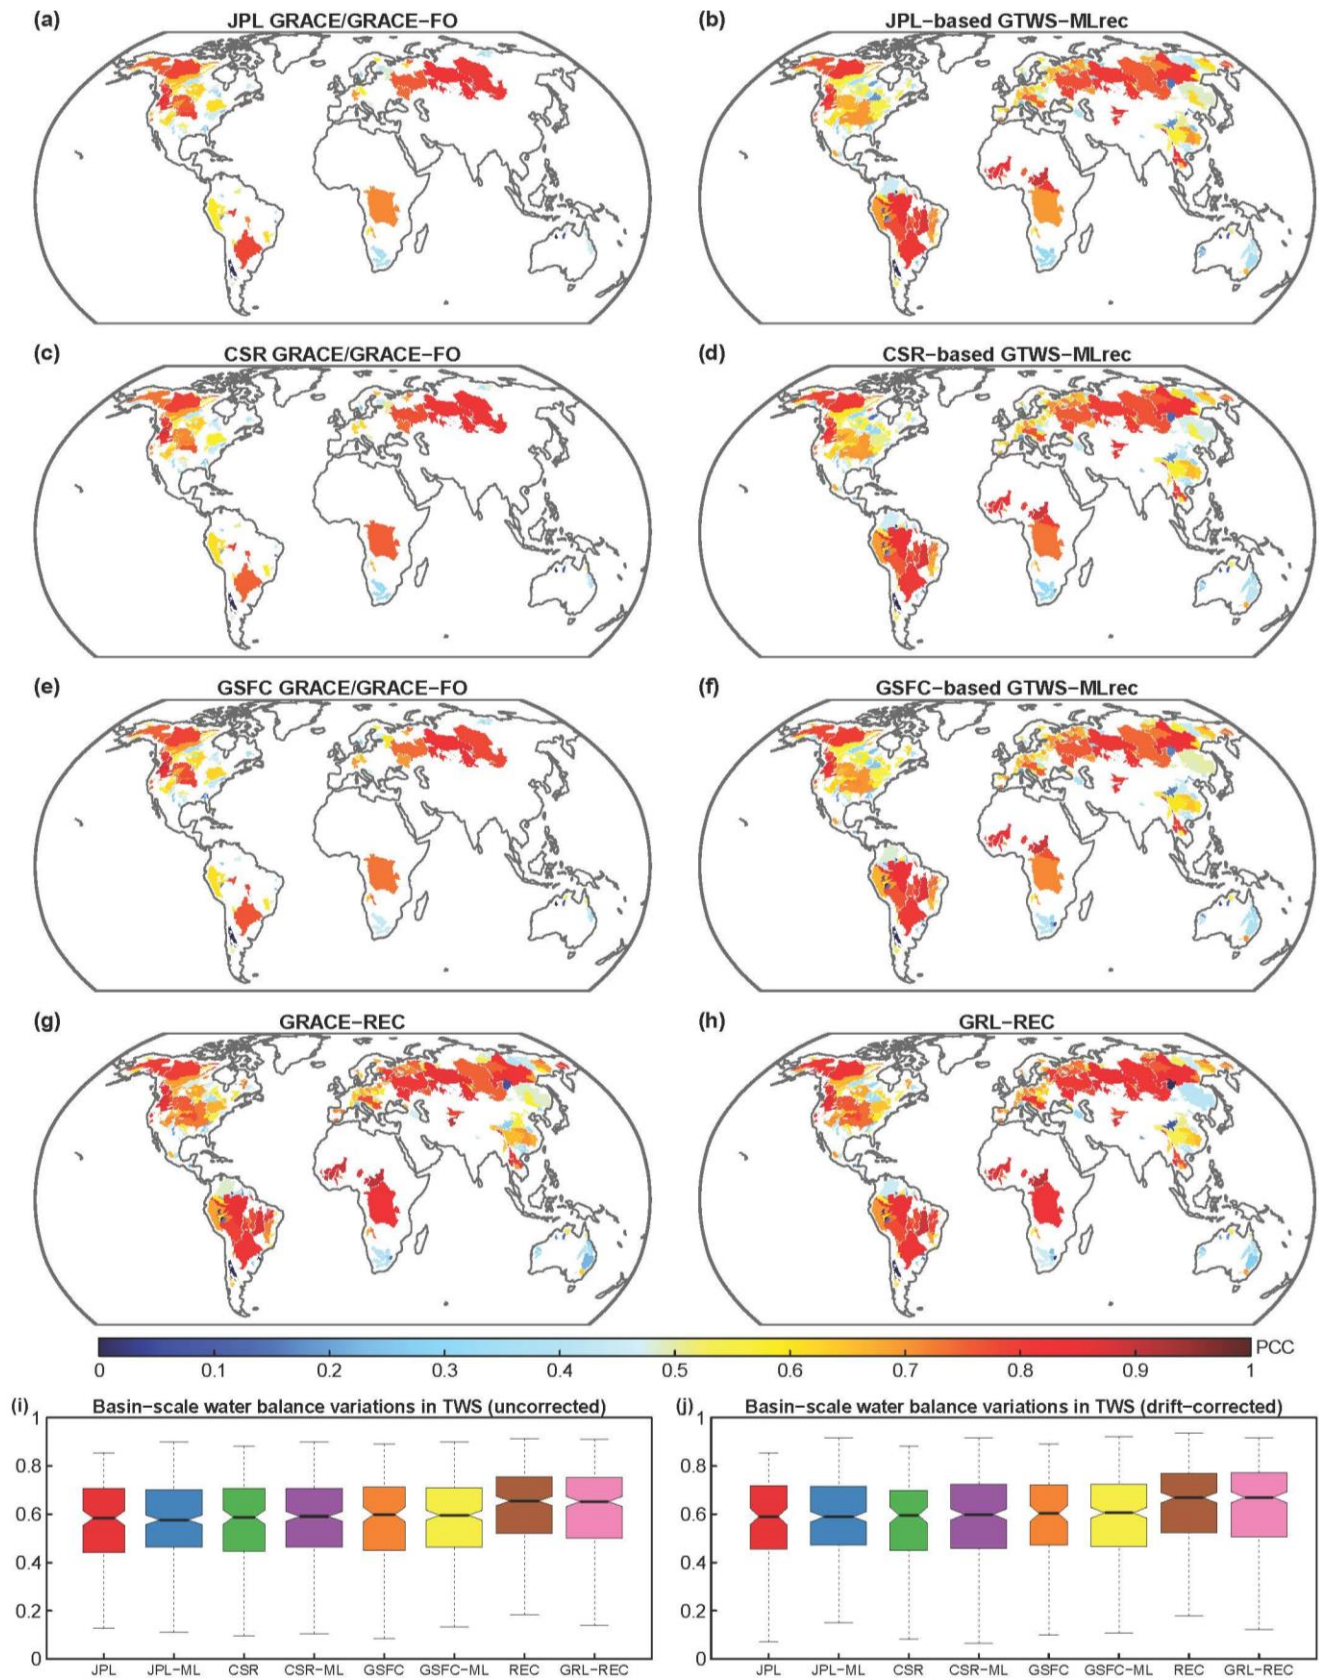 (a) JPL GRACE/GRACE−FO
(b) JPL−based GTWS−MLrec
(c) CSR GRACE/GRACE−FO
(d) CSR−based GTWS−MLrec
(e) GSFC GRACE/GRACE−FO
(f) GSFC−based GTWS−MLrec
(g) GRACE−REC
(h) GRL−REC
0 0.1 0.2 0.3 0.4 0.5 0.6 0.7 0.8 0.9 1 PCC
(i) Basin−scale water balance variations in TWS (uncorrected)
1
0.8
0.6
0.4
0.2
0
JPL JPL−ML CSR CSR−ML GSFC GSFC−ML REC GRL−REC
(j) Basin−scale water balance variations in TWS (drift−corrected)
1
0.8
0.6
0.4
0.2
0
JPL JPL−ML CSR CSR−ML GSFC GSFC−ML REC GRL−REC